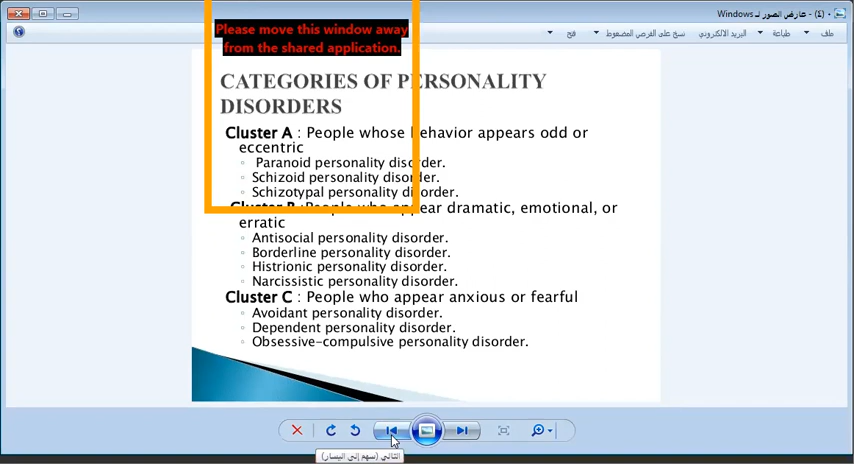 (٤) - عارض الصور لـ Windows
ملف طباعة البريد الالكتروني نسخ على القرص المضغوط فتح
Please move this window away
from the shared application.
CATEGORIES OF PERSONALITY
DISORDERS
Cluster A : People whose behavior appears odd or
eccentric
Paranoid personality disorder.
Schizoid personality disorder.
Schizotypal personality disorder.
Cluster B :People who appear dramatic, emotional, or
erratic
Antisocial personality disorder.
Borderline personality disorder.
Histrionic personality disorder.
Narcissistic personality disorder.
Cluster C : People who appear anxious or fearful
Avoidant personality disorder.
Dependent personality disorder.
Obsessive-compulsive personality disorder.
التالي (سهم إلى اليسار)